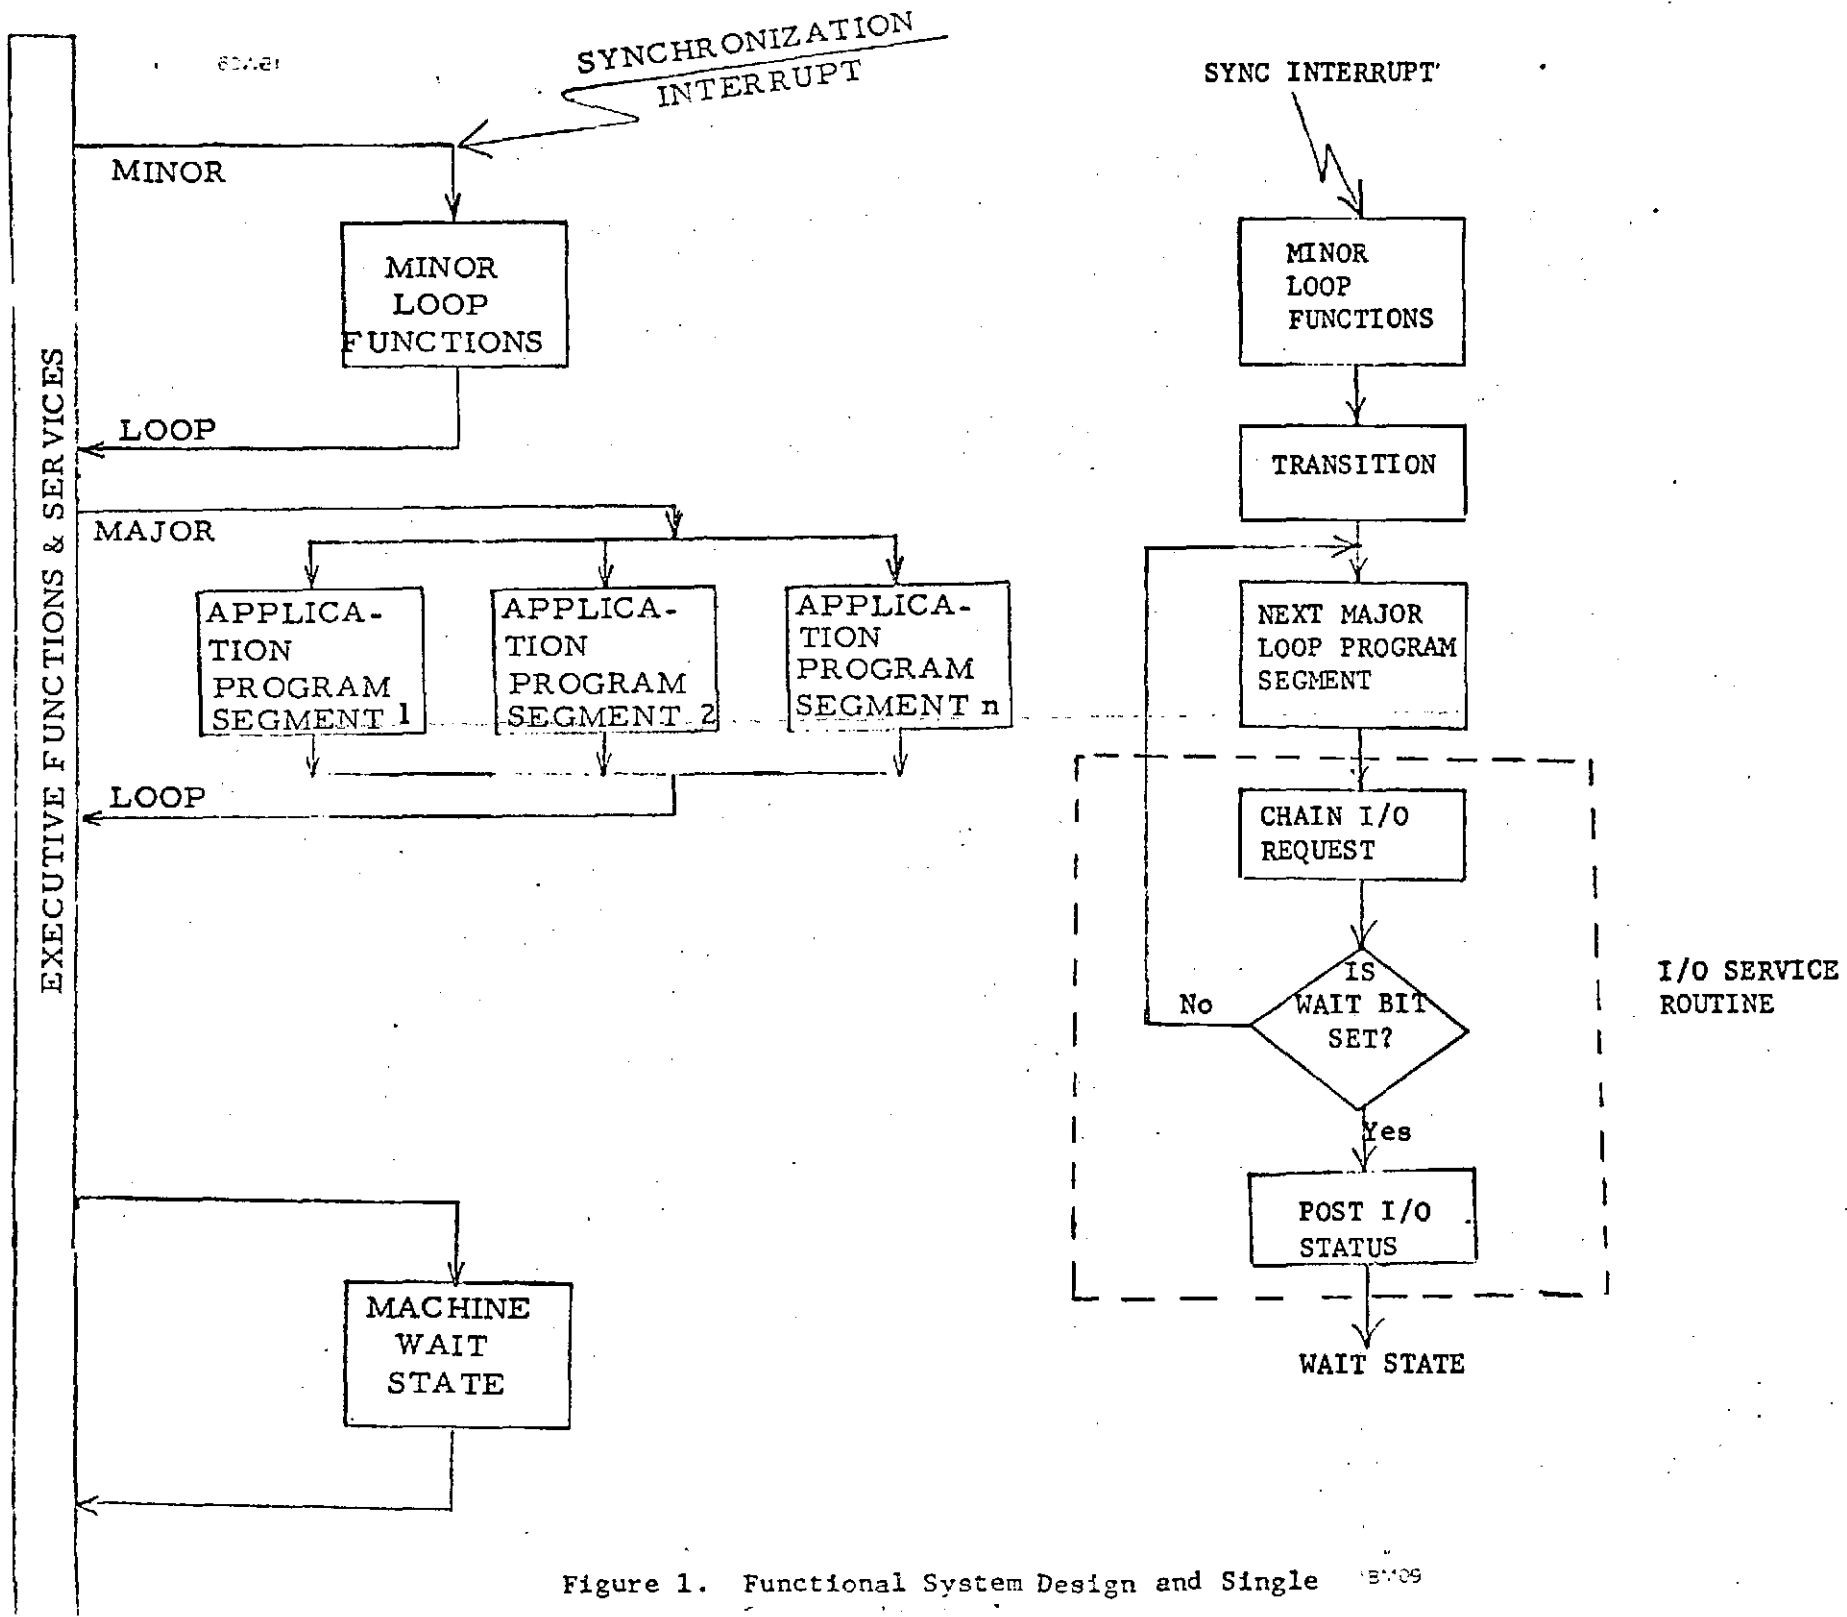 SYNCHRONIZATION
INTERRUPT
MINOR
MINOR
LOOP
FUNCTIONS
LOOP
EXECUTIVE FUNCTIONS & SERVICES
MAJOR
APPLICA-
TION
PROGRAM
SEGMENT 1
APPLICA-
TION
PROGRAM
SEGMENT 2
APPLICA-
TION
PROGRAM
SEGMENT n
LOOP
MACHINE
WAIT
STATE
SYNC INTERRUPT
MINOR
LOOP
FUNCTIONS
TRANSITION
NEXT MAJOR
LOOP PROGRAM
SEGMENT
CHAIN I/O
REQUEST
IS
WAIT BIT
SET?
No
Yes
POST I/O
STATUS
I/O SERVICE
ROUTINE
WAIT STATE
Figure 1. Functional System Design and Single